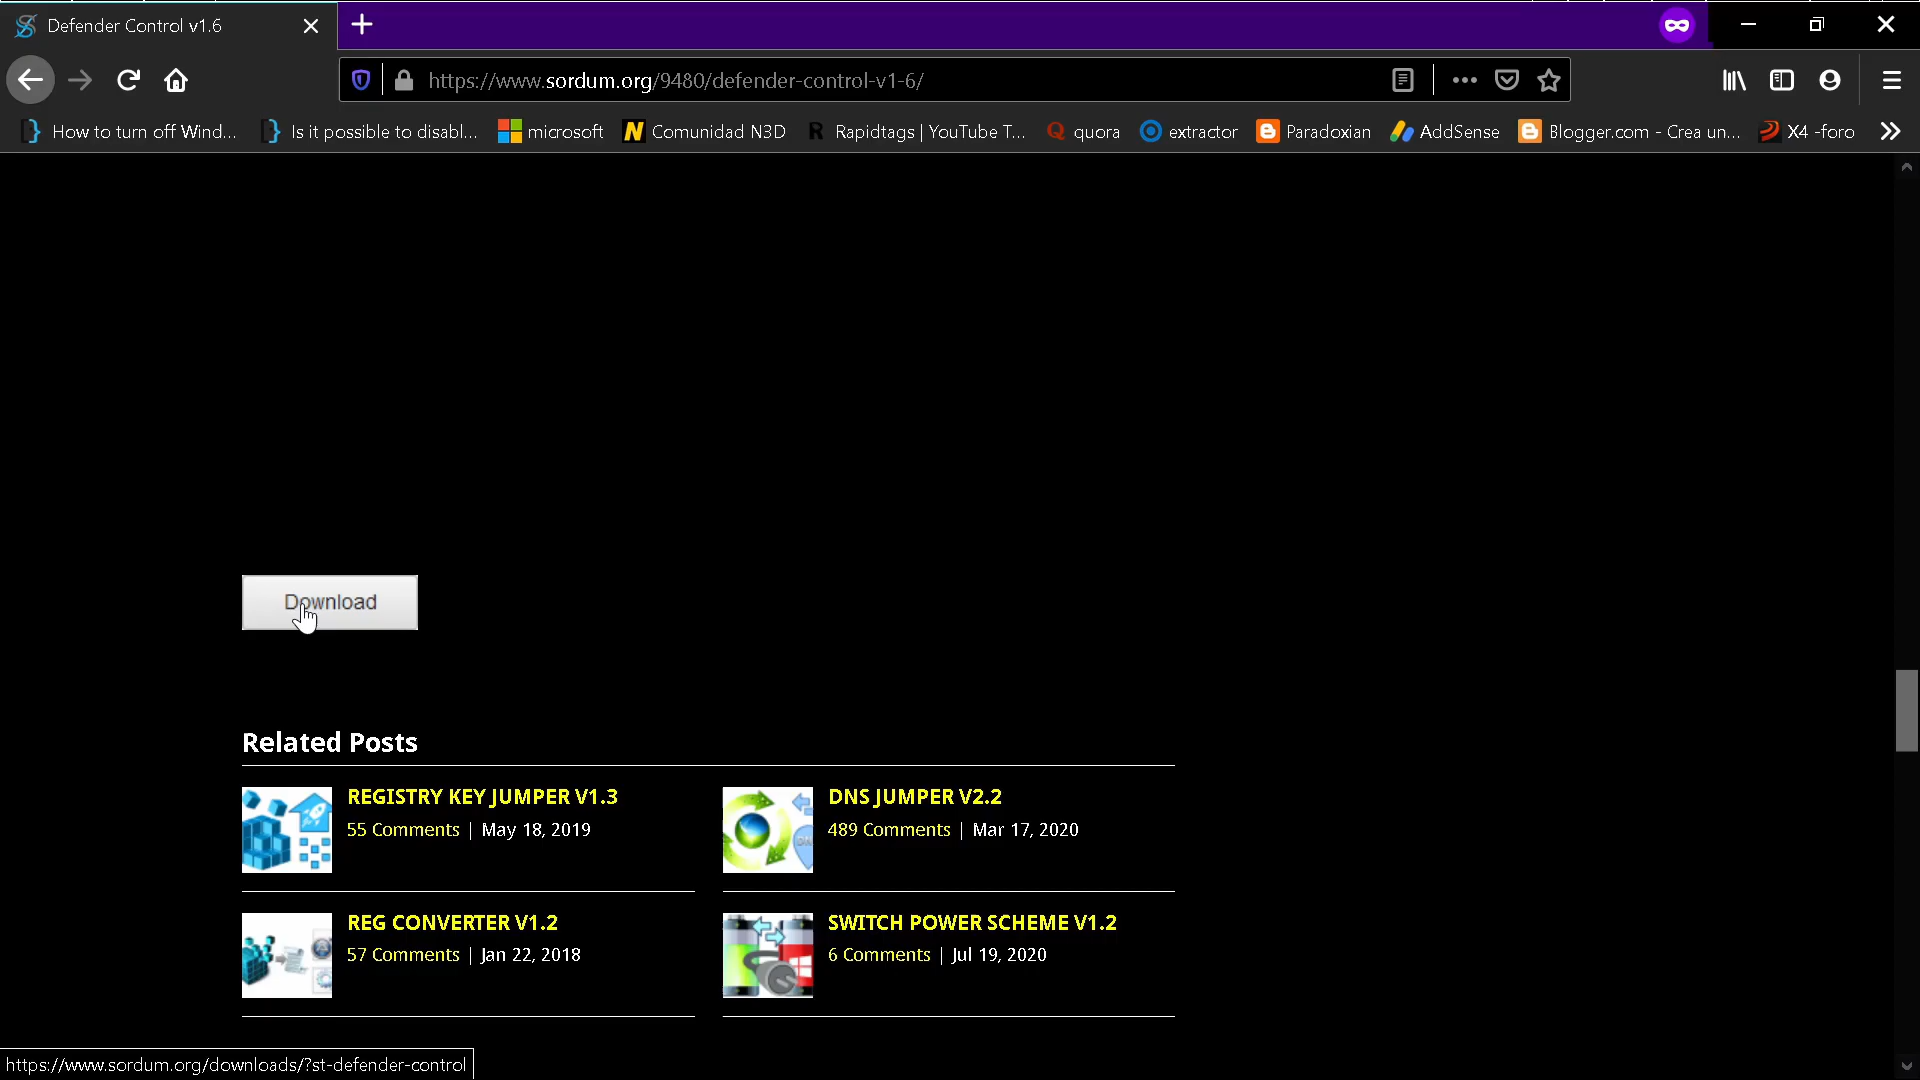 Defender Control v1.6
https://www.sordum.org/9480/defender-control-v1-6/
How to turn off Wind...
Is it possible to disabl...
microsoft
N Comunidad N3D
R Rapidtags | YouTube T...
Q quora
extractor
Paradoxian
AddSense
Blogger.com - Crea un...
X4 -foro
Download
Related Posts
REGISTRY KEY JUMPER V1.3
55 Comments | May 18, 2019
DNS JUMPER V2.2
489 Comments | Mar 17, 2020
REG CONVERTER V1.2
57 Comments | Jan 22, 2018
SWITCH POWER SCHEME V1.2
6 Comments | Jul 19, 2020
https://www.sordum.org/downloads/?st-defender-control